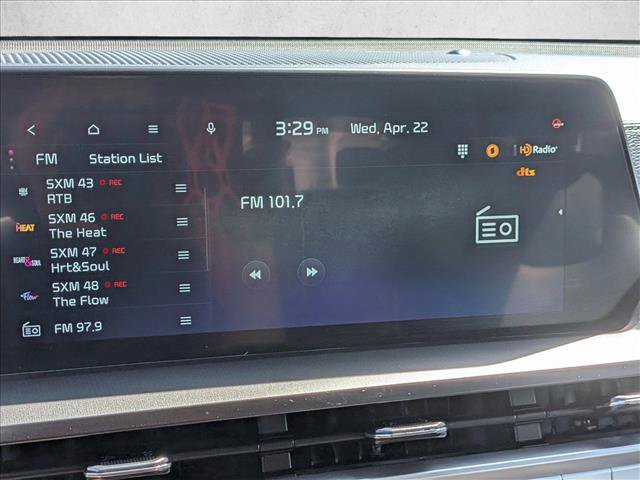 3:29 PM Wed, Apr. 22
FM Station List
HD Radio
dts
SXM 43 REC
RTB
FM 101.7
SXM 46 REC
HEAT The Heat
SXM 47 REC
HEART&SOUL Hrt&Soul
SXM 48 REC
Flow The Flow
FM 97.9